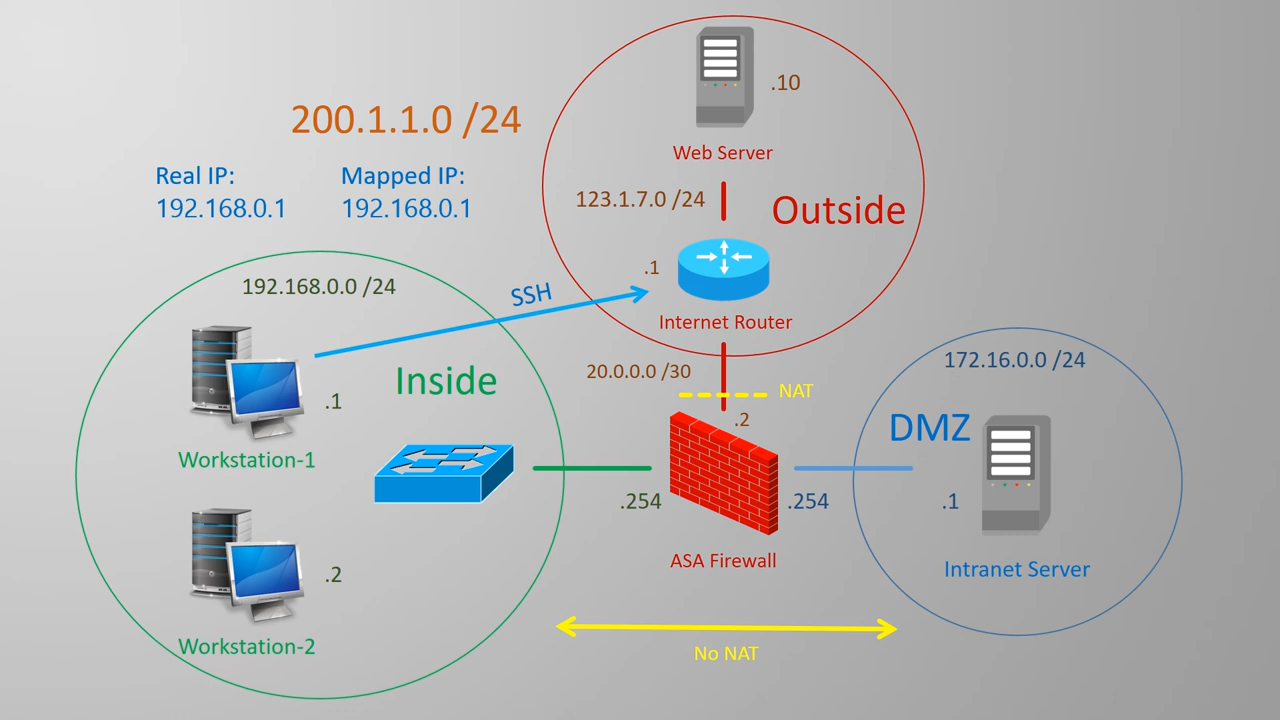 .10
200.1.1.0 /24
Web Server
Real IP:
Mapped IP:
192.168.0.1
192.168.0.1
123.1.7.0 /24
Outside
.1
192.168.0.0 /24
SSH
Internet Router
Inside
20.0.0.0 /30
NAT
172.16.0.0 /24
.1
.2
DMZ
Workstation-1
.254
.254
.1
ASA Firewall
Intranet Server
.2
Workstation-2
No NAT